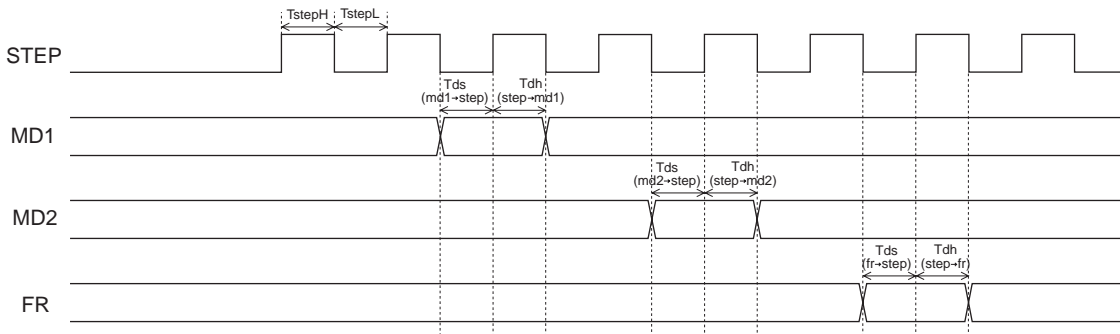 TstepH TstepL
STEP
Tds Tdh
(md1→step) (step→md1)
MD1
Tds Tdh
(md2→step) (step→md2)
MD2
Tds Tdh
(fr→step) (step→fr)
FR